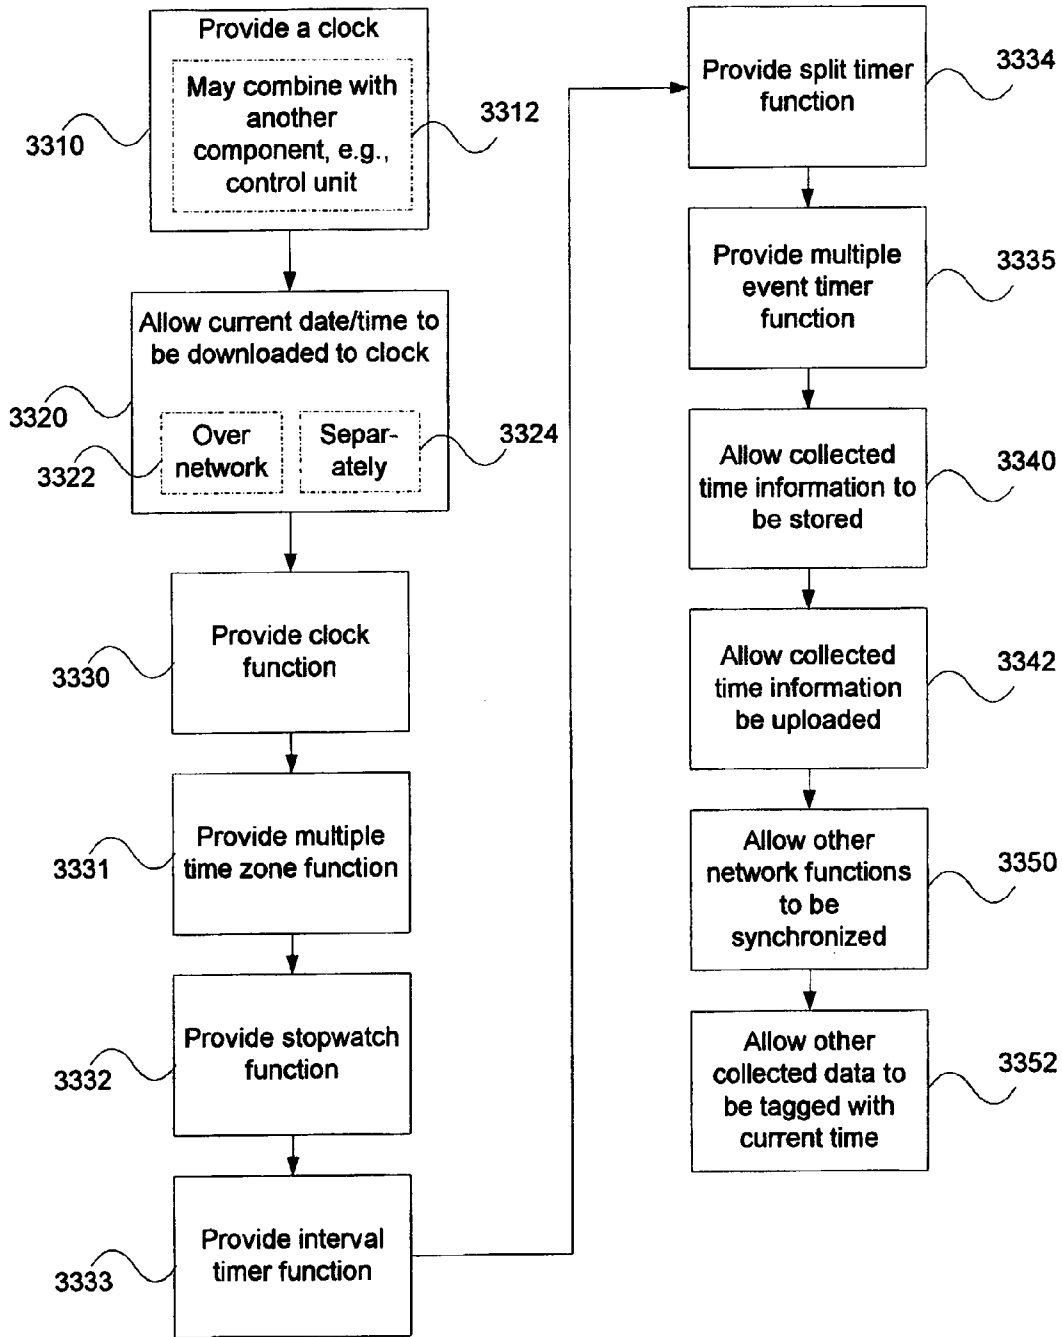 Provide a clock
May combine with
another
component, e.g.,
control unit
3310
3312
Allow current date/time to
be downloaded to clock
Over
network
Separ-
ately
3320
3322
3324
Provide clock
function
3330
Provide multiple
time zone function
3331
Provide stopwatch
function
3332
Provide interval
timer function
3333
Provide split timer
function
3334
Provide multiple
event timer
function
3335
Allow collected
time information to
be stored
3340
Allow collected
time information
be uploaded
3342
Allow other
network functions
to be
synchronized
3350
Allow other
collected data to
be tagged with
current time
3352